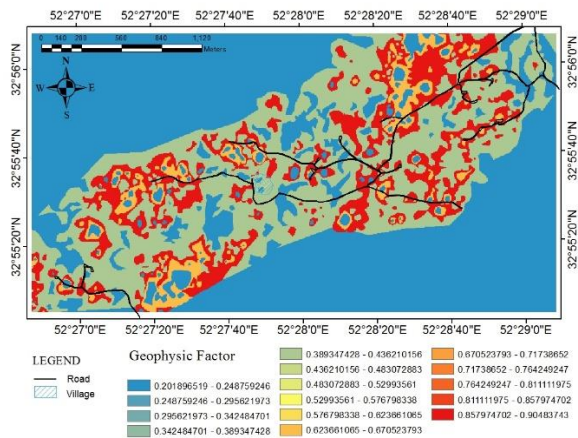 52°27'0"E 52°27'20"E 52°27'40"E 52°28'0"E 52°28'20"E 52°28'40"E 52°29'0"E
0 140 280 560 840 1,120
Meters
N
W E
S
32°56'0"N 32°56'0"N
32°55'40"N 32°55'40"N
32°55'20"N 32°55'20"N
52°27'0"E 52°27'20"E 52°27'40"E 52°28'0"E 52°28'20"E 52°28'40"E 52°29'0"E
LEGEND
Road
Village
Geophysic Factor
0.201896519 - 0.248759246
0.248759246 - 0.295621973
0.295621973 - 0.342484701
0.342484701 - 0.389347428
0.389347428 - 0.436210156
0.436210156 - 0.483072883
0.483072883 - 0.52993561
0.52993561 - 0.576798338
0.576798338 - 0.623661065
0.623661065 - 0.670523793
0.670523793 - 0.71738652
0.71738652 - 0.764249247
0.764249247 - 0.811111975
0.811111975 - 0.857974702
0.857974702 - 0.90483743